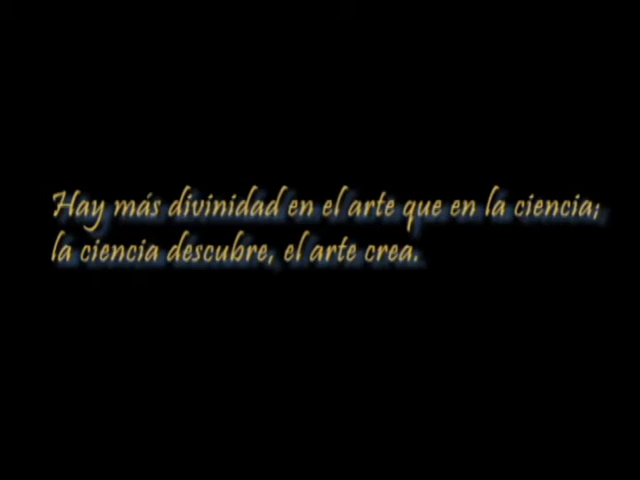 Hay más divinidad en el arte que en la ciencia;
la ciencia descubre, el arte crea.